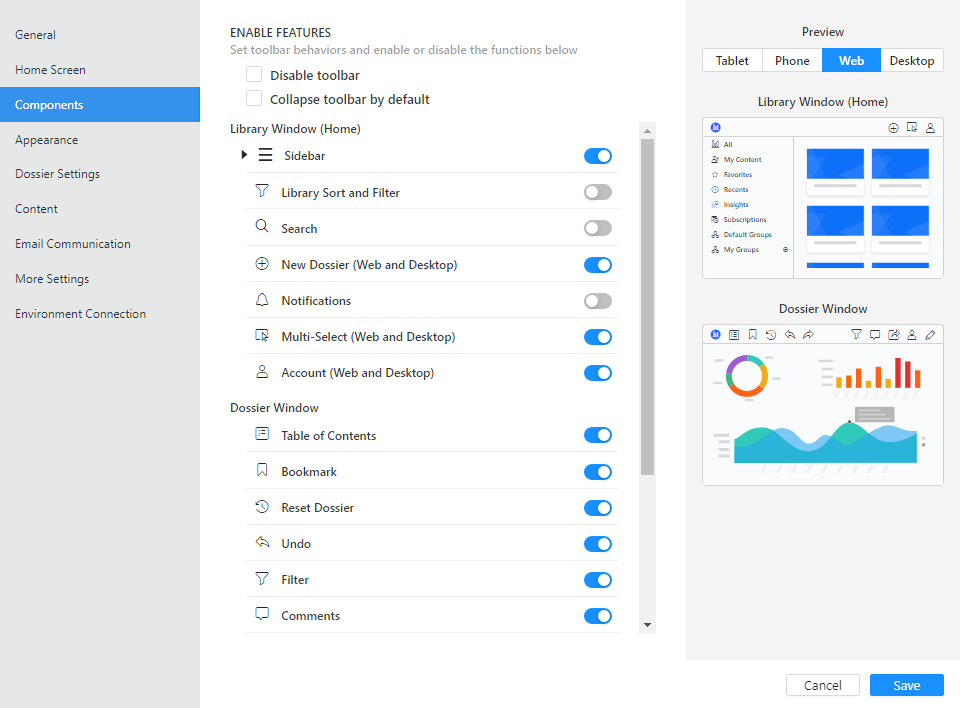 General
Home Screen
Components
Appearance
Dossier Settings
Content
Email Communication
More Settings
Environment Connection
ENABLE FEATURES
Set toolbar behaviors and enable or disable the functions below
Disable toolbar
Collapse toolbar by default
Library Window (Home)
Sidebar
Library Sort and Filter
Search
New Dossier (Web and Desktop)
Notifications
Multi-Select (Web and Desktop)
Account (Web and Desktop)
Dossier Window
Table of Contents
Bookmark
Reset Dossier
Undo
Filter
Comments
Preview
Tablet Phone Web Desktop
Library Window (Home)
All
My Content
Favorites
Recents
Insights
Subscriptions
Default Groups
My Groups
Dossier Window
Cancel Save